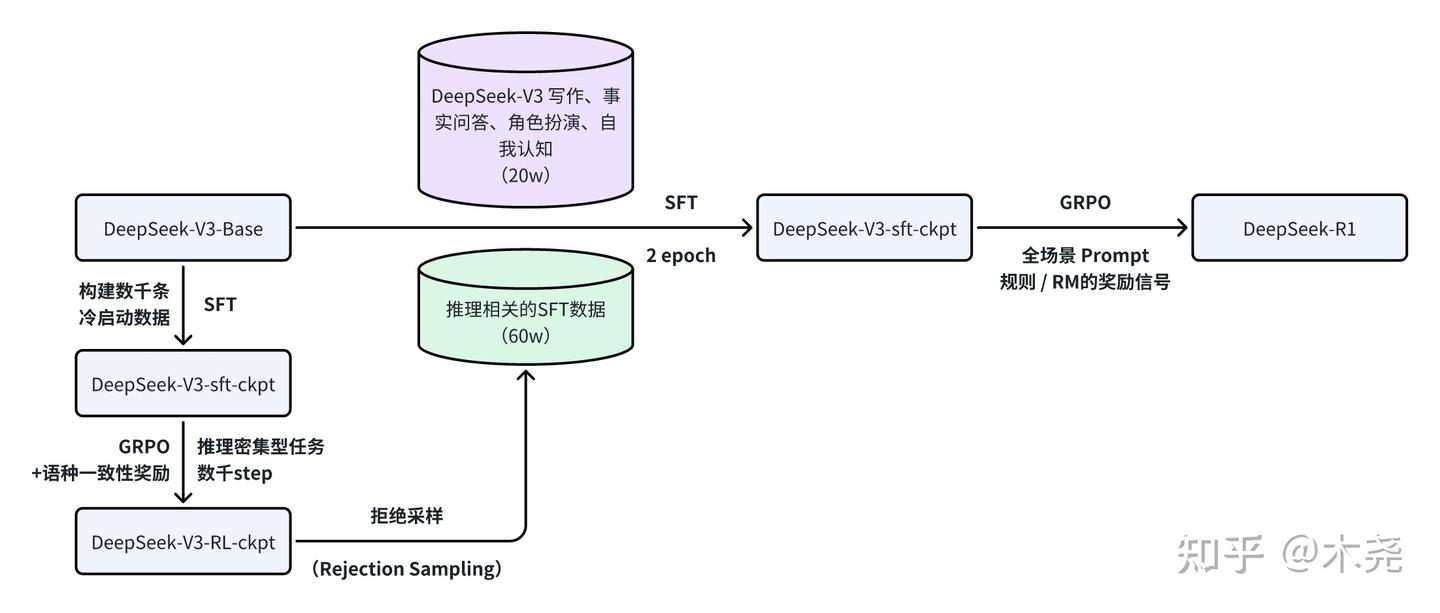 DeepSeek-V3 写作、事
实问答、角色扮演、自
我认知
（20w）
DeepSeek-V3-Base
SFT
2 epoch
DeepSeek-V3-sft-ckpt
GRPO
全场景 Prompt
规则 / RM的奖励信号
DeepSeek-R1
构建数千条
冷启动数据
SFT
推理相关的SFT数据
（60w）
DeepSeek-V3-sft-ckpt
GRPO
+语种一致性奖励
推理密集型任务
数千step
DeepSeek-V3-RL-ckpt
拒绝采样
（Rejection Sampling）
知乎 @木尧